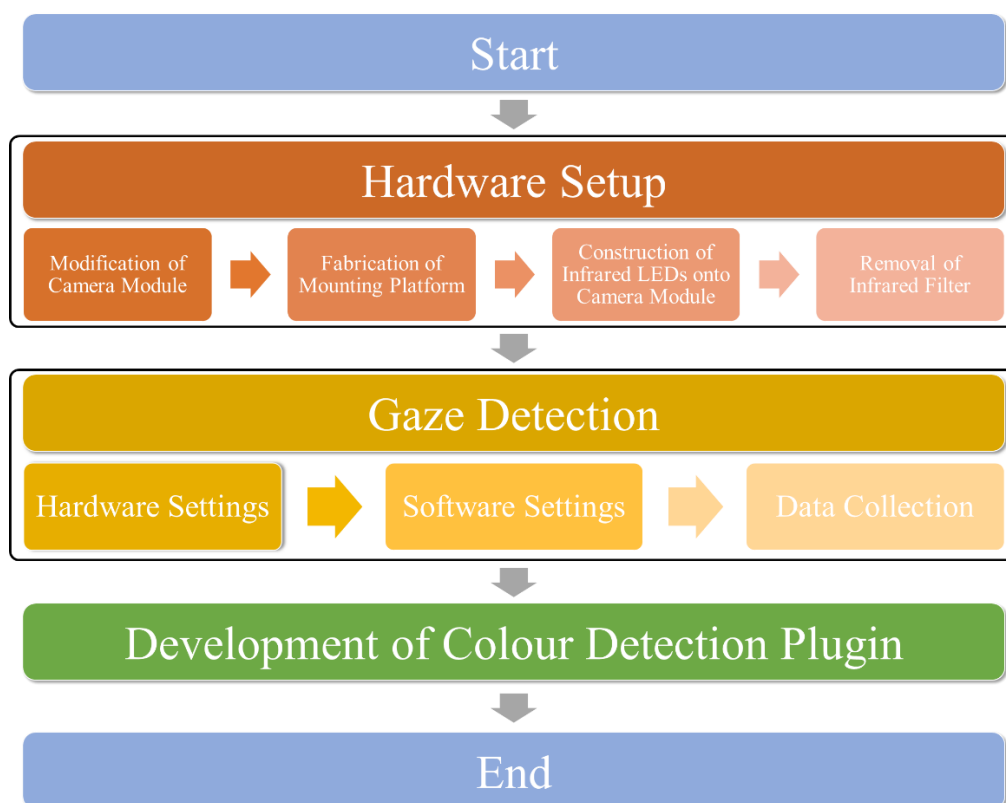 Start
Hardware Setup
Modification of
Camera Module
Fabrication of
Mounting Platform
Construction of
Infrared LEDs onto
Camera Module
Removal of
Infrared Filter
Gaze Detection
Hardware Settings
Software Settings
Data Collection
Development of Colour Detection Plugin
End